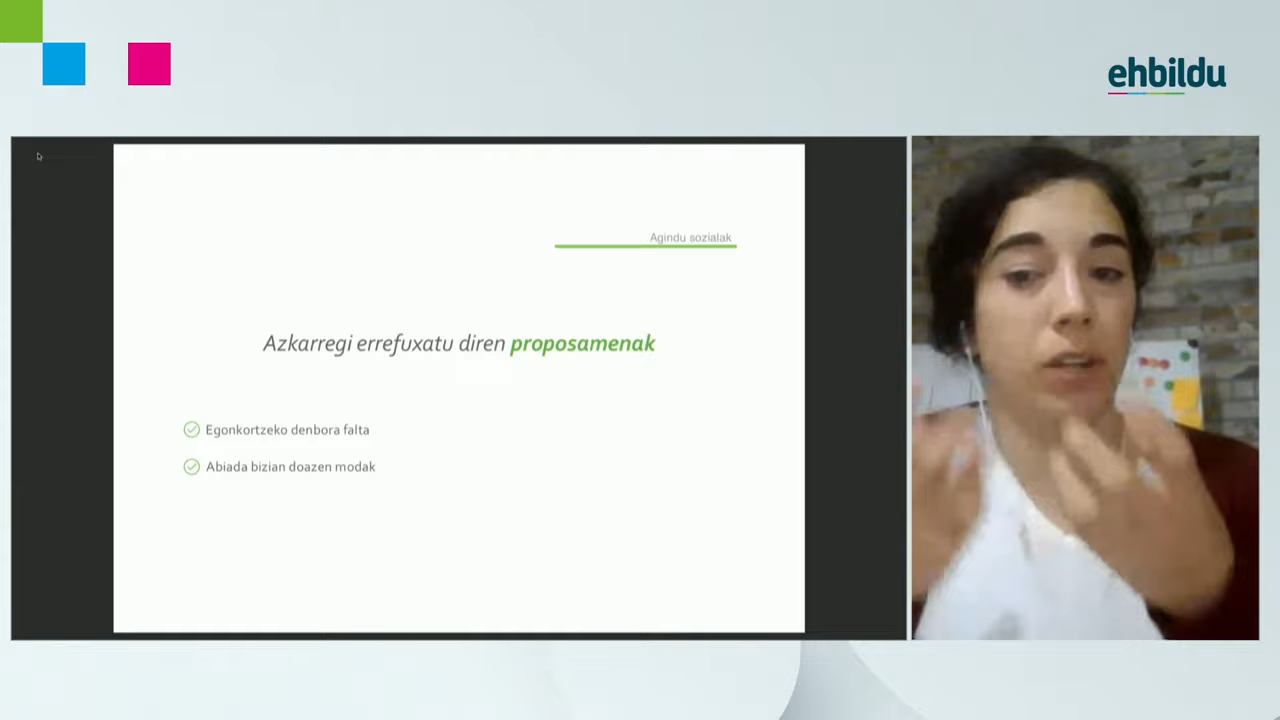 ehbildu
Agindu sozialak
Azkarregi errefuxatu diren proposamenak
Egonkortzeko denbora falta
Abiada bizian doazen modak